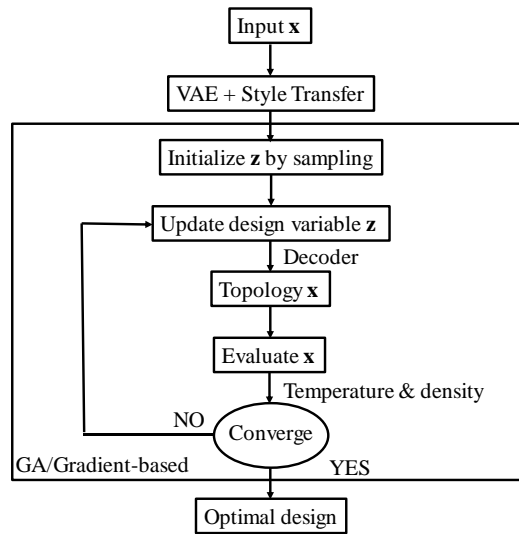 Input x
VAE + Style Transfer
Initialize z by sampling
Update design variable z
Decoder
Topology x
Evaluate x
Temperature & density
NO
Converge
GA/Gradient-based
YES
Optimal design